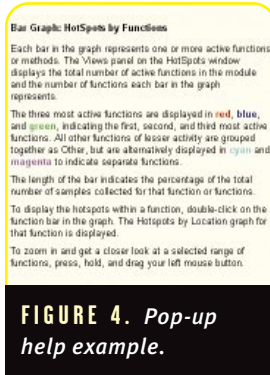 Bar Graph: HotSpots by Functions
Each bar in the graph represents one or more active functions
or methods. The Views panel on the HotSpots window
displays the total number of active functions in the module
and the number of functions each bar in the graph
represents.
The three most active functions are displayed in red, blue,
and green, indicating the first, second, and third most active
functions. All other functions of lesser activity are grouped
together as Other, but are alternatively displayed in cyan and
magenta to indicate separate functions.
The length of the bar indicates the percentage of the total
number of samples collected for that function or functions.
To display the hotspots within a function, double-click on the
function bar in the graph. The Hotspots by Location graph for
that function is displayed.
To zoom in and get a closer look at a selected range of
functions, press, hold, and drag your left mouse button.
FIGURE 4. Pop-up
help example.